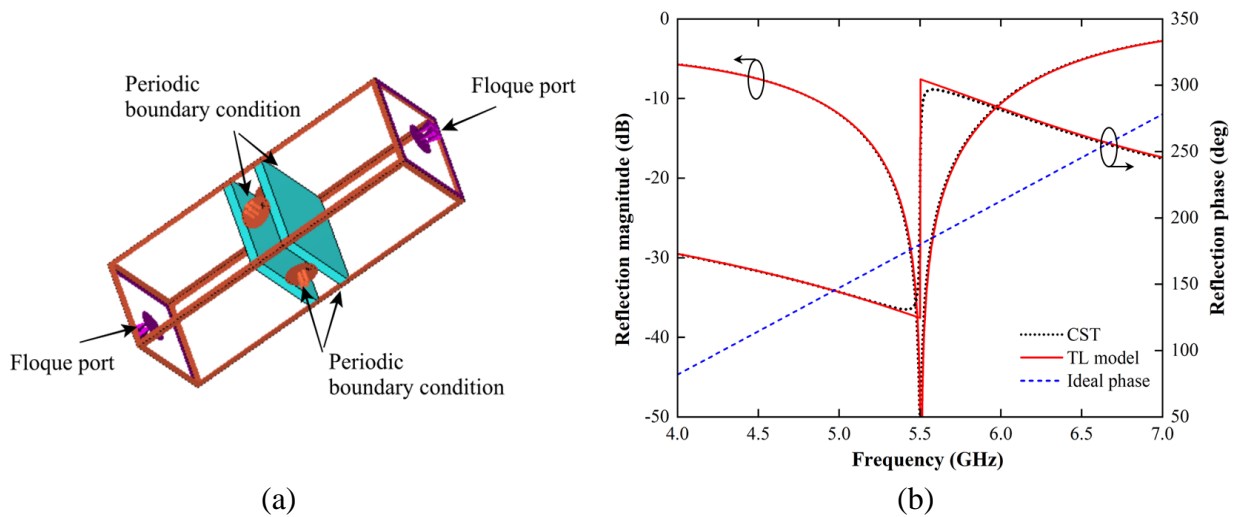 Periodic
boundary condition
Floque port
Floque port
Periodic
boundary condition
(a)
0
-10
-20
-30
-40
-50
Reflection magnitude (dB)
350
300
250
200
150
100
50
Reflection phase (deg)
CST
TL model
Ideal phase
4.0 4.5 5.0 5.5 6.0 6.5 7.0
Frequency (GHz)
(b)